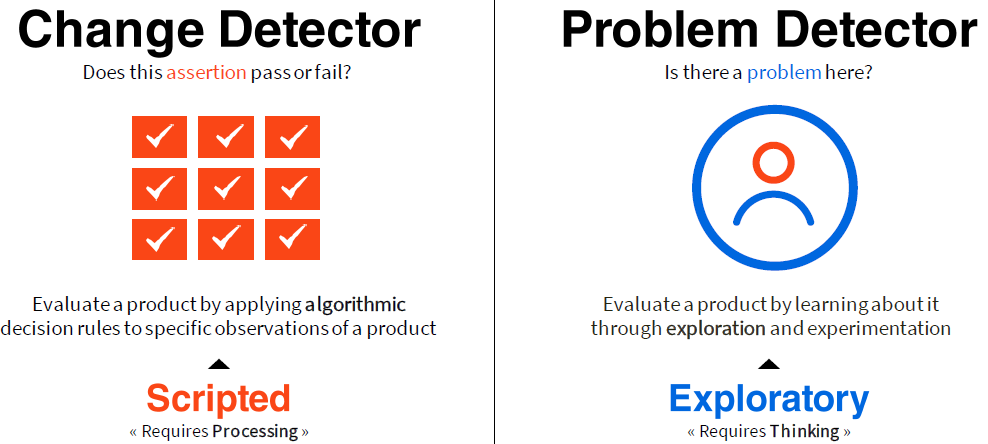 Change Detector
Does this assertion pass or fail?
Evaluate a product by applying algorithmic
decision rules to specific observations of a product
Scripted
« Requires Processing »
Problem Detector
Is there a problem here?
Evaluate a product by learning about it
through exploration and experimentation
Exploratory
« Requires Thinking »